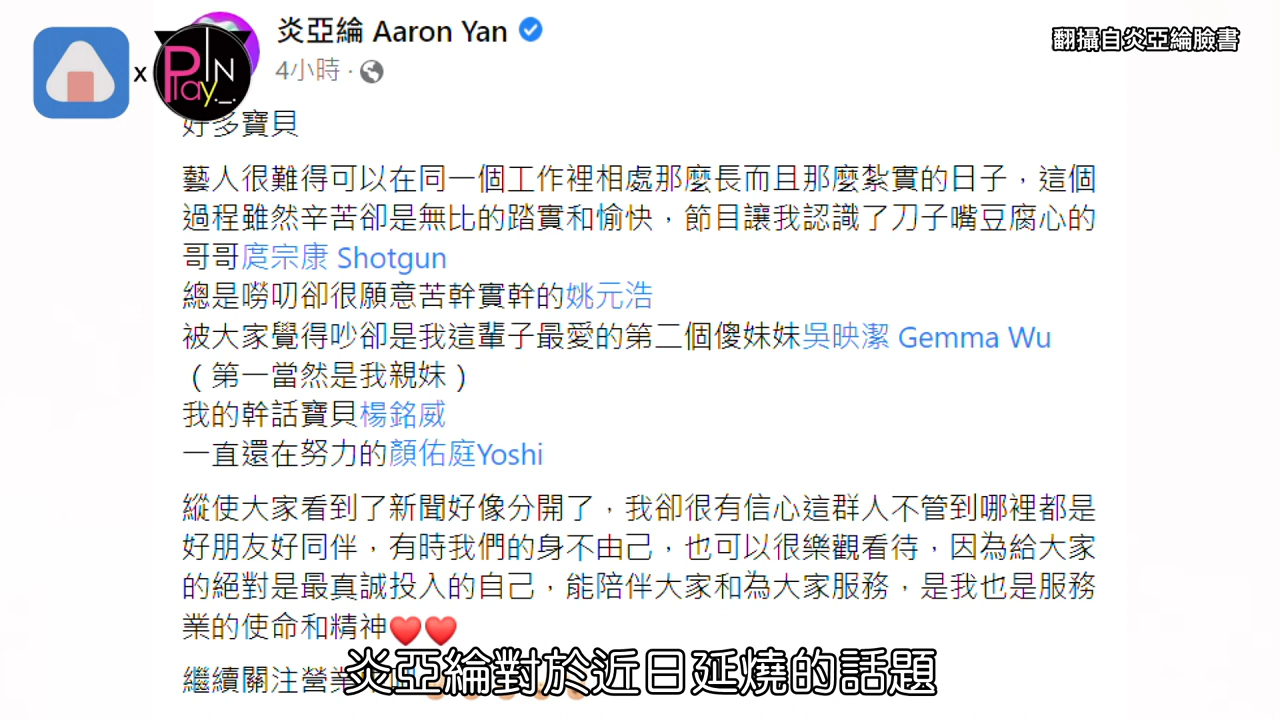 炎亞綸 Aaron Yan
翻攝自炎亞綸臉書
4小時
x
Play IN
好多寶貝
藝人很難得可以在同一個工作裡相處那麼長而且那麼紮實的日子，這個
過程雖然辛苦卻是無比的踏實和愉快，節目讓我認識了刀子嘴豆腐心的
哥哥庹宗康 Shotgun
總是嘮叨卻很願意苦幹實幹的姚元浩
被大家覺得吵卻是我這輩子最愛的第二個傻妹妹吳映潔 Gemma Wu
（第一當然是我親妹）
我的幹話寶貝楊銘威
一直還在努力的顏佑庭Yoshi
縱使大家看到了新聞好像分開了，我卻很有信心這群人不管到哪裡都是
好朋友好同伴，有時我們的身不由己，也可以很樂觀看待，因為給大家
的絕對是最真誠投入的自己，能陪伴大家和為大家服務，是我也是服務
業的使命和精神❤️❤️
繼續關注營業
炎亞綸對於近日延燒的話題